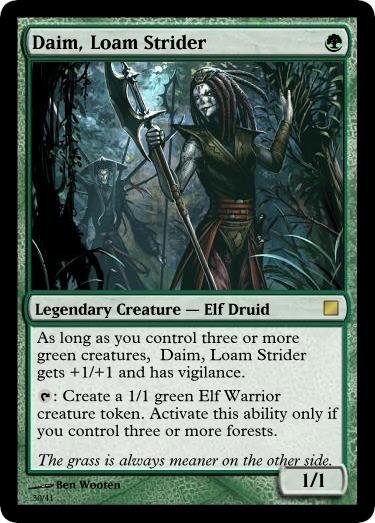 Daim, Loam Strider
Legendary Creature — Elf Druid
As long as you control three or more
green creatures,  Daim, Loam Strider
gets +1/+1 and has vigilance.
: Create a 1/1 green Elf Warrior
creature token. Activate this ability only if
you control three or more forests.
The grass is always meaner on the other side.
Ben Wooten
1/1
30/41